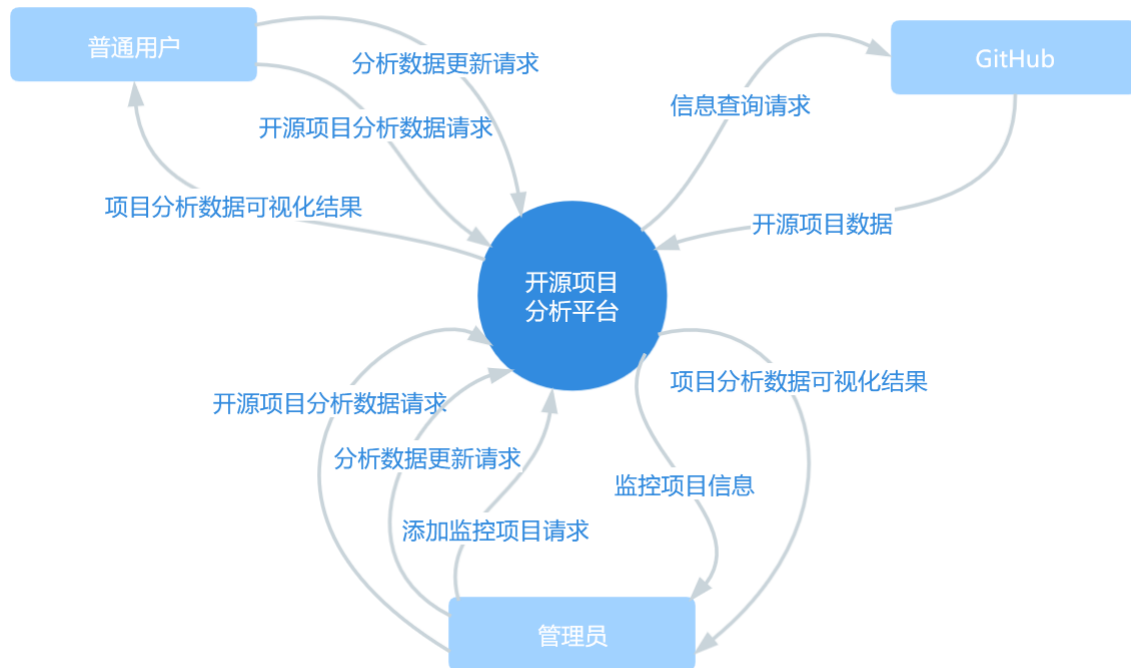 普通用户
GitHub
分析数据更新请求
信息查询请求
开源项目分析数据请求
项目分析数据可视化结果
开源项目数据
开源项目
分析平台
项目分析数据可视化结果
开源项目分析数据请求
分析数据更新请求
监控项目信息
添加监控项目请求
管理员